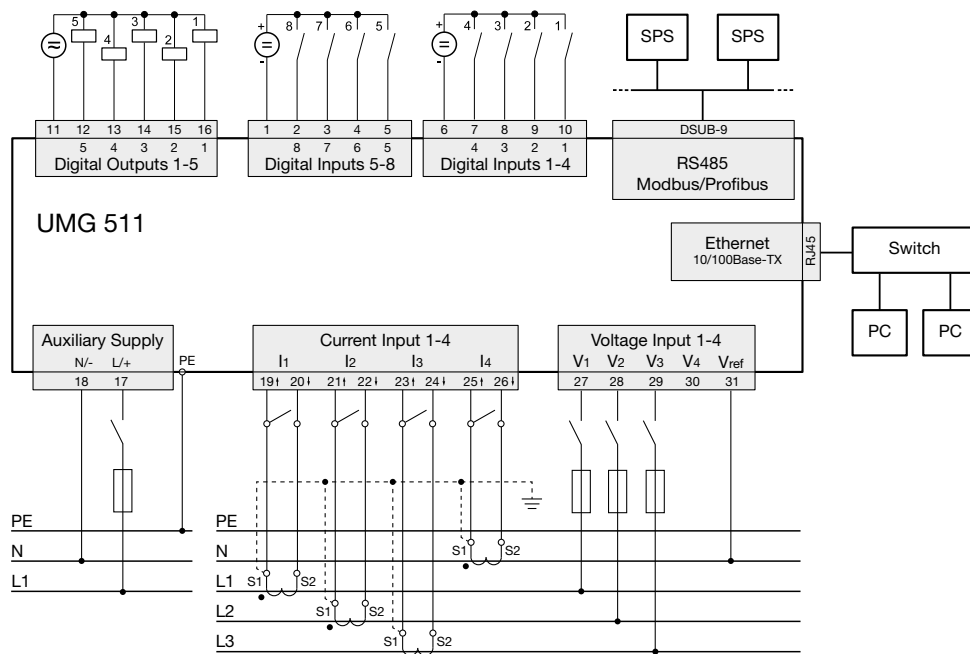 5 3 1
4 2
+ 8 7 6 5
-
+ 4 3 2 1
-
SPS SPS
11 12 13 14 15 16
5 4 3 2 1
Digital Outputs 1-5
1 2 3 4 5
8 7 6 5
Digital Inputs 5-8
6 7 8 9 10
4 3 2 1
Digital Inputs 1-4
DSUB-9
RS485
Modbus/Profibus
UMG 511
Ethernet
10/100Base-TX
RJ45
Switch
PC PC
Auxiliary Supply
N/- L/+ PE
18 17
Current Input 1-4
I1 I2 I3 I4
19 20 21 22 23 24 25 26
Voltage Input 1-4
V1 V2 V3 V4 Vref
27 28 29 30 31
PE
N
L1
PE
N
L1
L2
L3
S1 S2
S1 S2
S1 S2
S1 S2